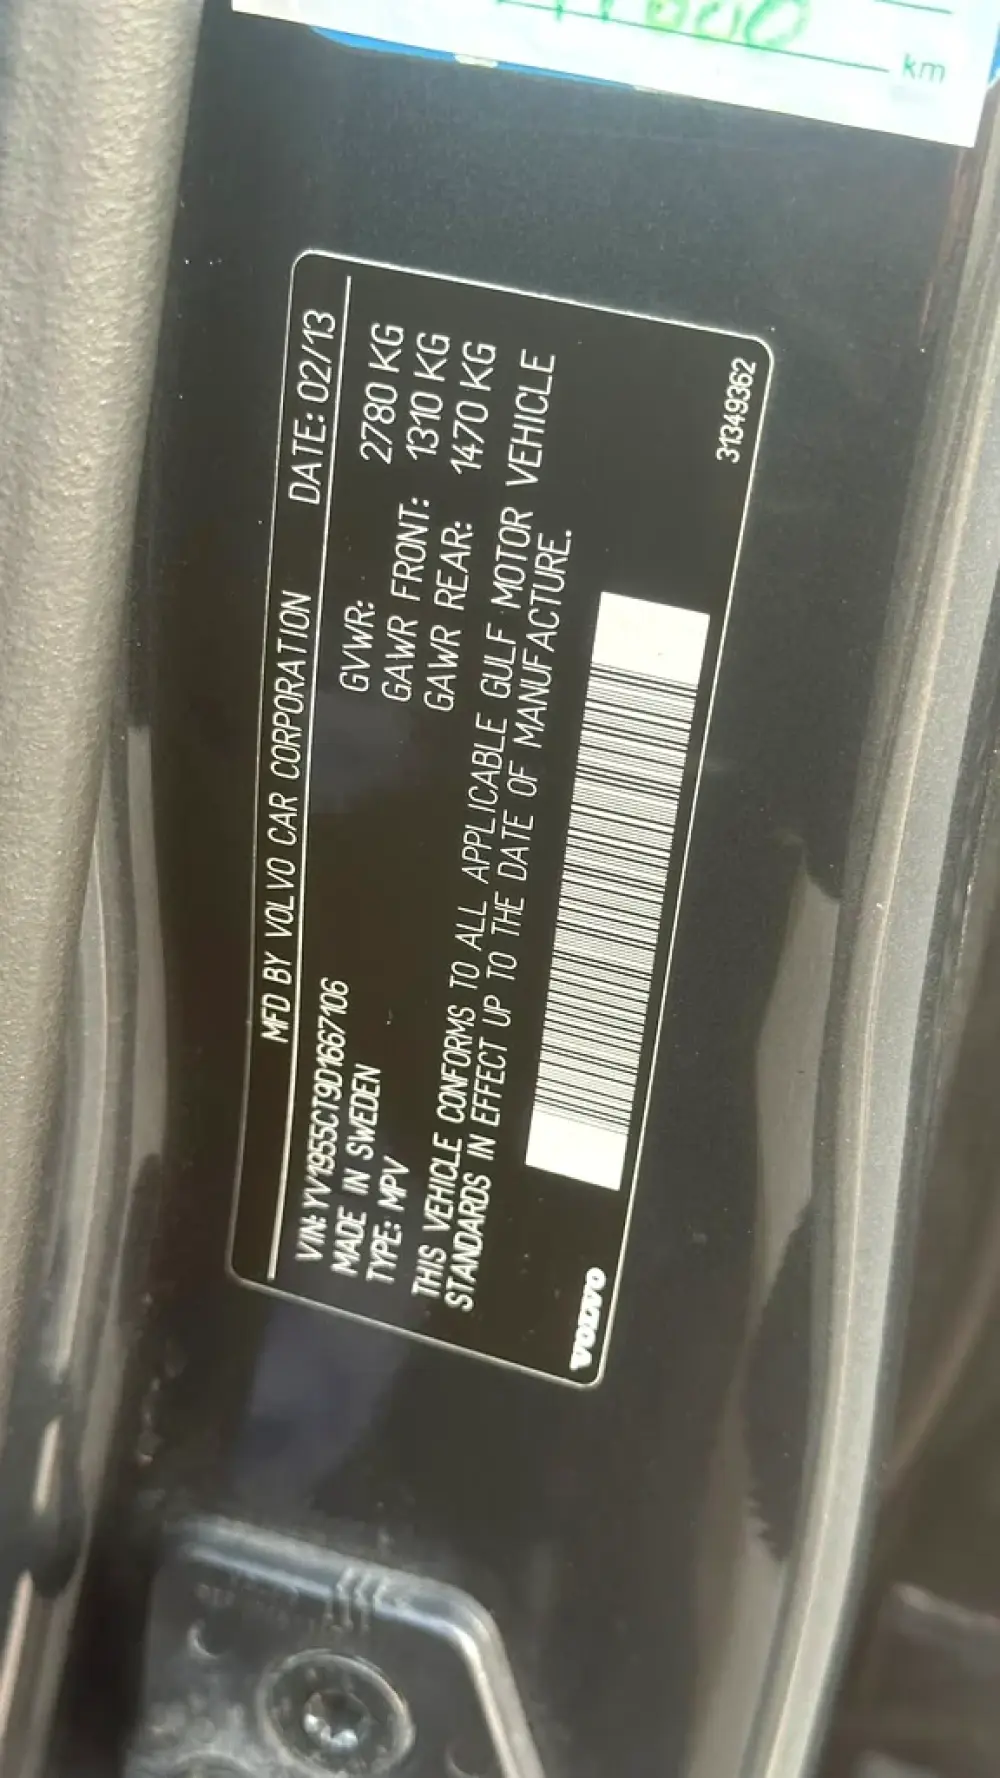 km
MFD BY VOLVO CAR CORPORATION DATE: 02/13
VIN: YV1955CT9D1667106
MADE IN SWEDEN
TYPE: MPV
GVWR: 2780 KG
GAWR FRONT: 1310 KG
GAWR REAR: 1470 KG
THIS VEHICLE CONFORMS TO ALL APPLICABLE GULF MOTOR VEHICLE
STANDARDS IN EFFECT UP TO THE DATE OF MANUFACTURE.
VOLVO
31349362